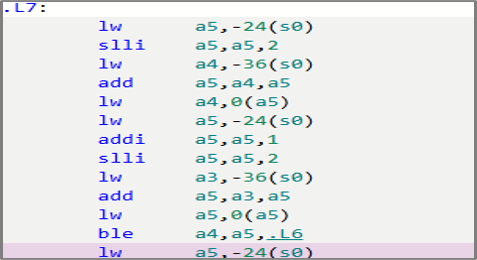 .L7:
lw a5,-24(s0)
slli a5,a5,2
lw a4,-36(s0)
add a5,a4,a5
lw a4,0(a5)
lw a5,-24(s0)
addi a5,a5,1
slli a5,a5,2
lw a3,-36(s0)
add a5,a3,a5
lw a5,0(a5)
ble a4,a5,.L6
lw a5,-24(s0)